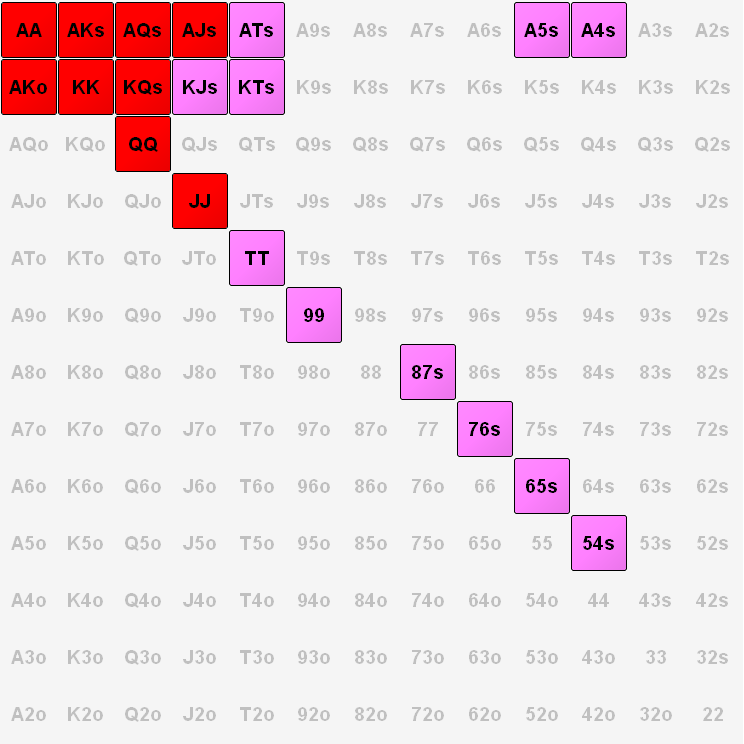 AA AKs AQs AJs ATs A9s A8s A7s A6s A5s A4s A3s A2s
AKo KK KQs KJs KTs K9s K8s K7s K6s K5s K4s K3s K2s
AQo KQo QQ QJs QTs Q9s Q8s Q7s Q6s Q5s Q4s Q3s Q2s
AJo KJo QJo JJ JTs J9s J8s J7s J6s J5s J4s J3s J2s
ATo KTo QTo JTo TT T9s T8s T7s T6s T5s T4s T3s T2s
A9o K9o Q9o J9o T9o 99 98s 97s 96s 95s 94s 93s 92s
A8o K8o Q8o J8o T8o 98o 88 87s 86s 85s 84s 83s 82s
A7o K7o Q7o J7o T7o 97o 87o 77 76s 75s 74s 73s 72s
A6o K6o Q6o J6o T6o 96o 86o 76o 66 65s 64s 63s 62s
A5o K5o Q5o J5o T5o 95o 85o 75o 65o 55 54s 53s 52s
A4o K4o Q4o J4o T4o 94o 84o 74o 64o 54o 44 43s 42s
A3o K3o Q3o J3o T3o 93o 83o 73o 63o 53o 43o 33 32s
A2o K2o Q2o J2o T2o 92o 82o 72o 62o 52o 42o 32o 22